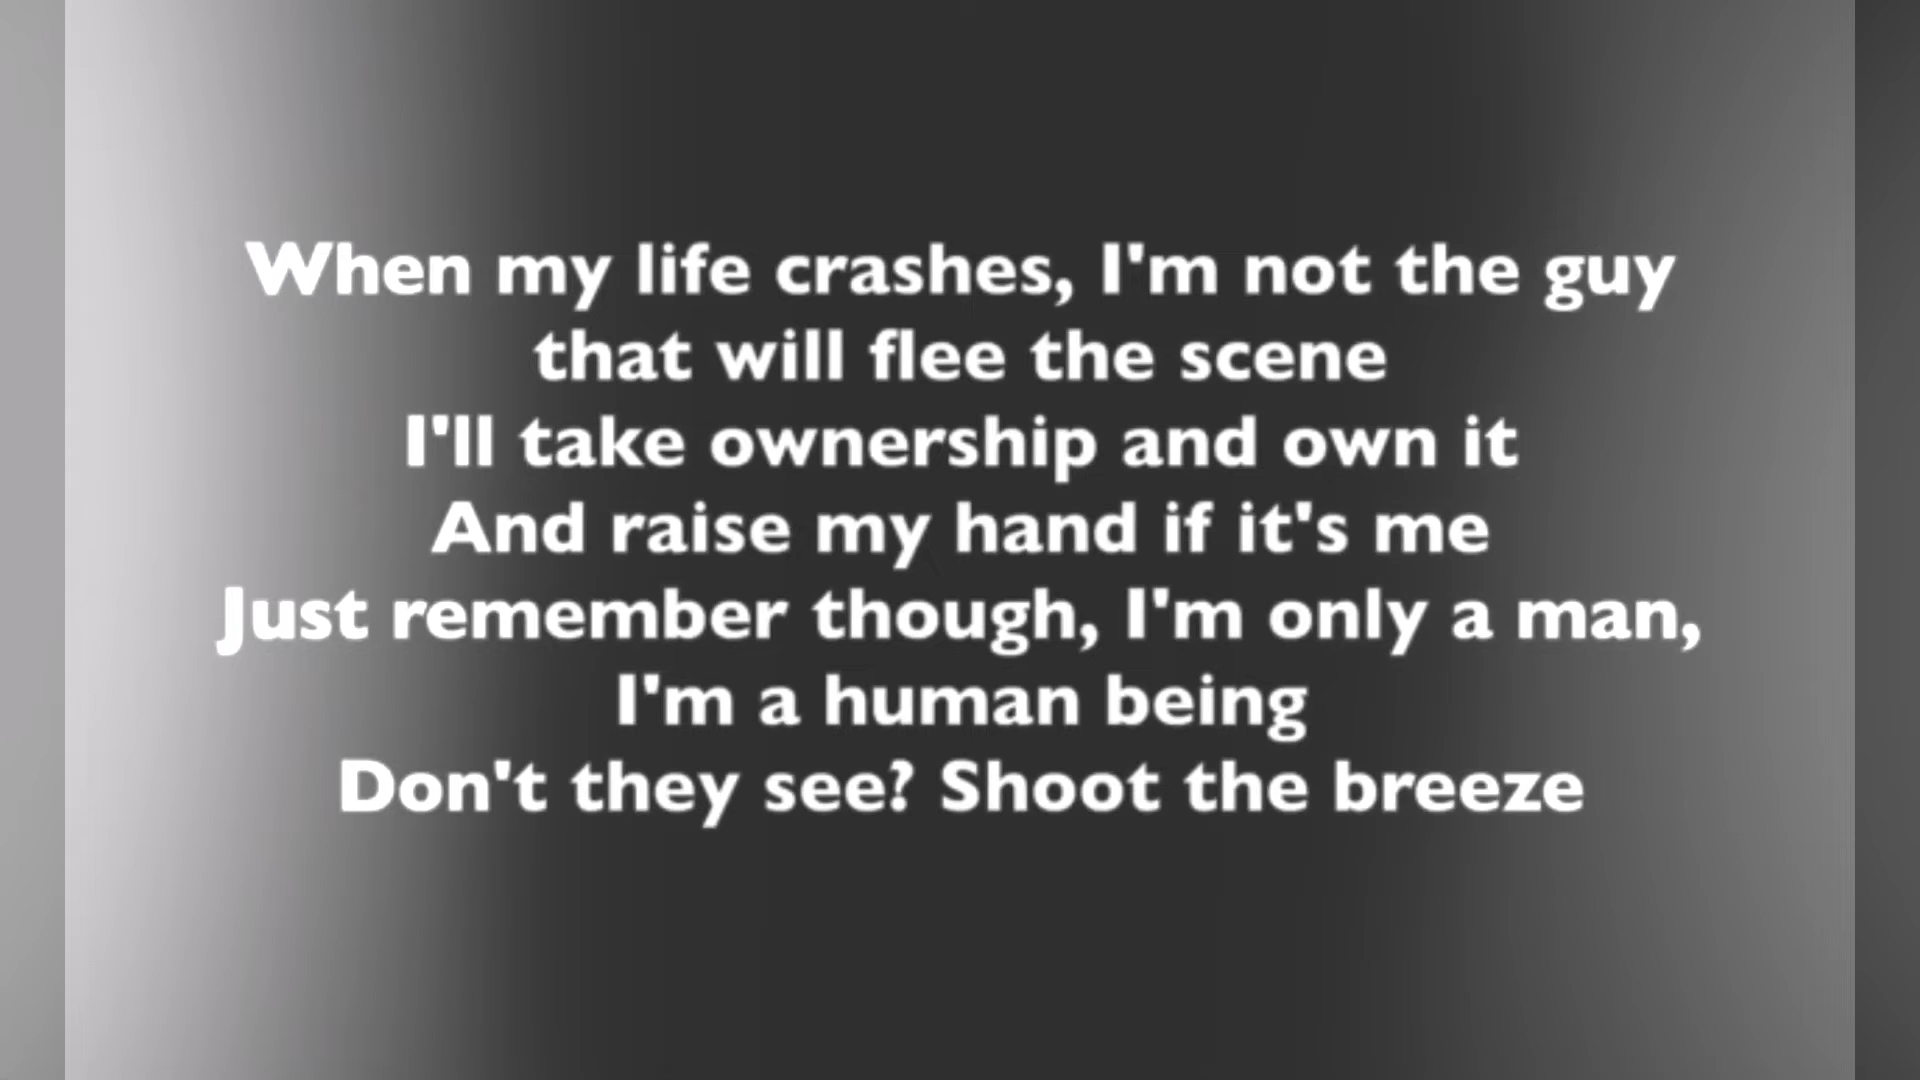 When my life crashes, I'm not the guy
that will flee the scene
I'll take ownership and own it
And raise my hand if it's me
Just remember though, I'm only a man,
I'm a human being
Don't they see? Shoot the breeze